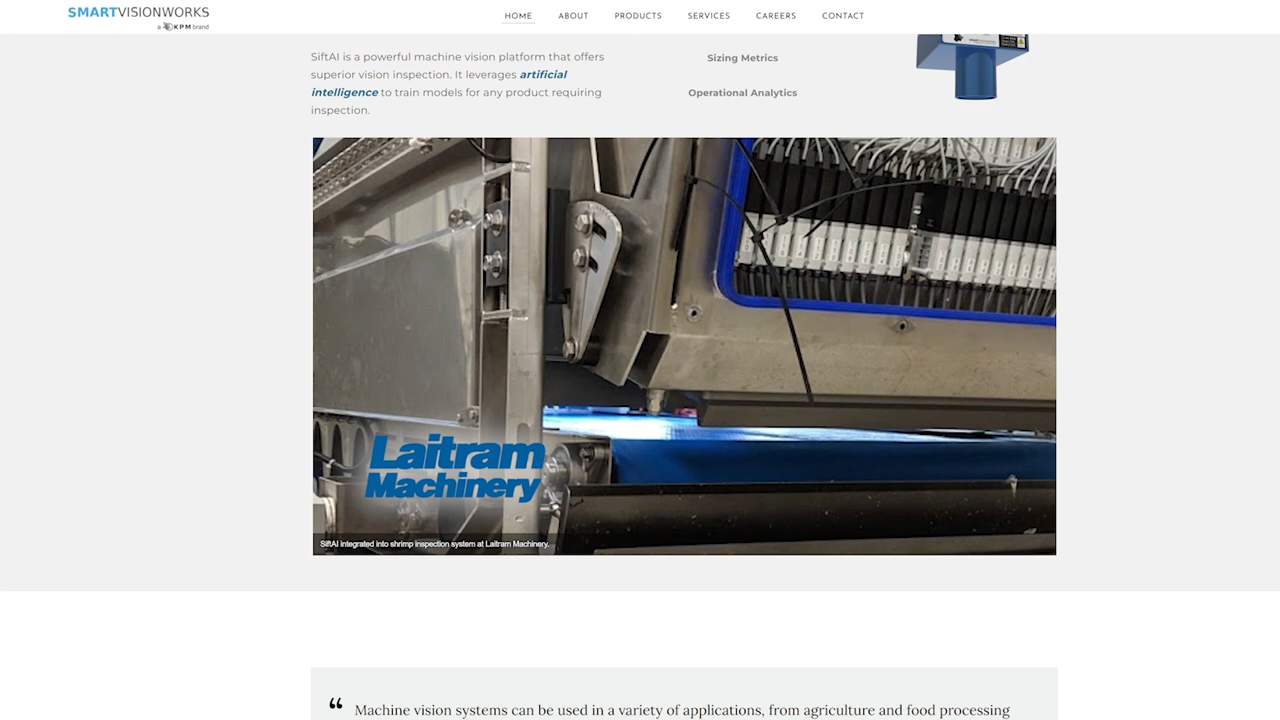 SMARTVISIONWORKS
a KPM brand
HOME ABOUT PRODUCTS SERVICES CAREERS CONTACT
SiftAI is a powerful machine vision platform that offers
superior vision inspection. It leverages artificial
intelligence to train models for any product requiring
inspection.
Sizing Metrics
Operational Analytics
Laitram
Machinery
SiftAI integrated into shrimp inspection system at Laitram Machinery.
“ Machine vision systems can be used in a variety of applications, from agriculture and food processing